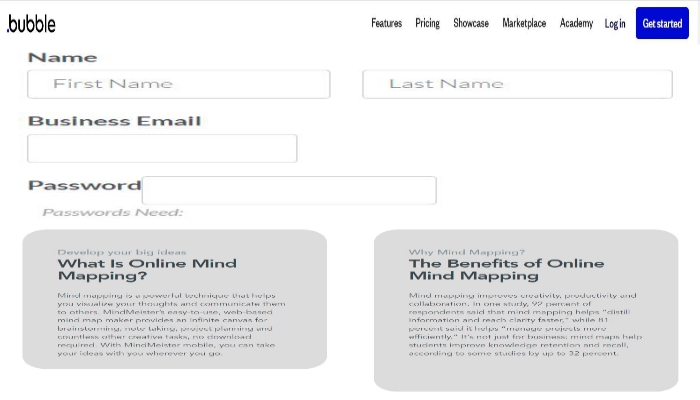 .bubble
Features Pricing Showcase Marketplace Academy Log in Get started
Name
First Name Last Name
Business Email
Password
Passwords Need:
Develop your big ideas
What Is Online Mind
Mapping?
Mind mapping is a powerful technique that helps
you visualize your thoughts and communicate them
to others. MindMeister's easy-to-use, web-based
mind map maker provides an infinite canvas for
brainstorming, note taking, project planning and
countless other creative tasks, no download
required. With MindMeister mobile, you can take
your ideas with you wherever you go.
Why Mind Mapping?
The Benefits of Online
Mind Mapping
Mind mapping improves creativity, productivity and
collaboration. In one study, 92 percent of
respondents said that mind mapping helps "distill
information and reach clarity faster," while 81
percent said it helps "manage projects more
efficiently." It's not just for business: mind maps help
students improve knowledge retention and recall,
according to some studies by up to 32 percent.